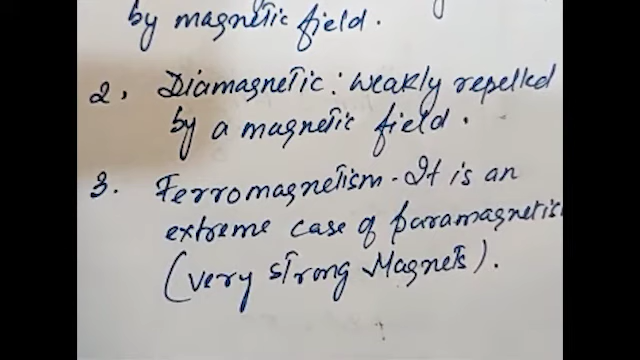 by magnetic field.
2. Diamagnetic: Weakly repelled
by a magnetic field.
3. Ferromagnetism - It is an
extreme case of paramagnetis
(very strong Magnets).